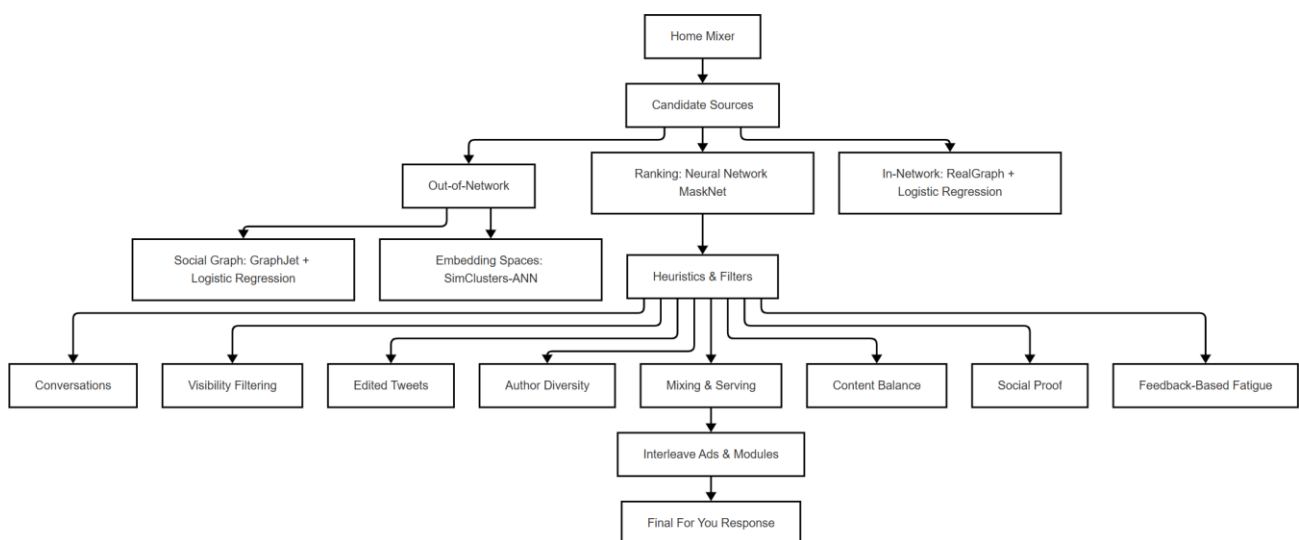 Home Mixer
Candidate Sources
Out-of-Network
Ranking: Neural Network
MaskNet
In-Network: RealGraph +
Logistic Regression
Social Graph: GraphJet +
Logistic Regression
Embedding Spaces:
SimClusters-ANN
Heuristics & Filters
Conversations
Visibility Filtering
Edited Tweets
Author Diversity
Mixing & Serving
Content Balance
Social Proof
Feedback-Based Fatigue
Interleave Ads & Modules
Final For You Response